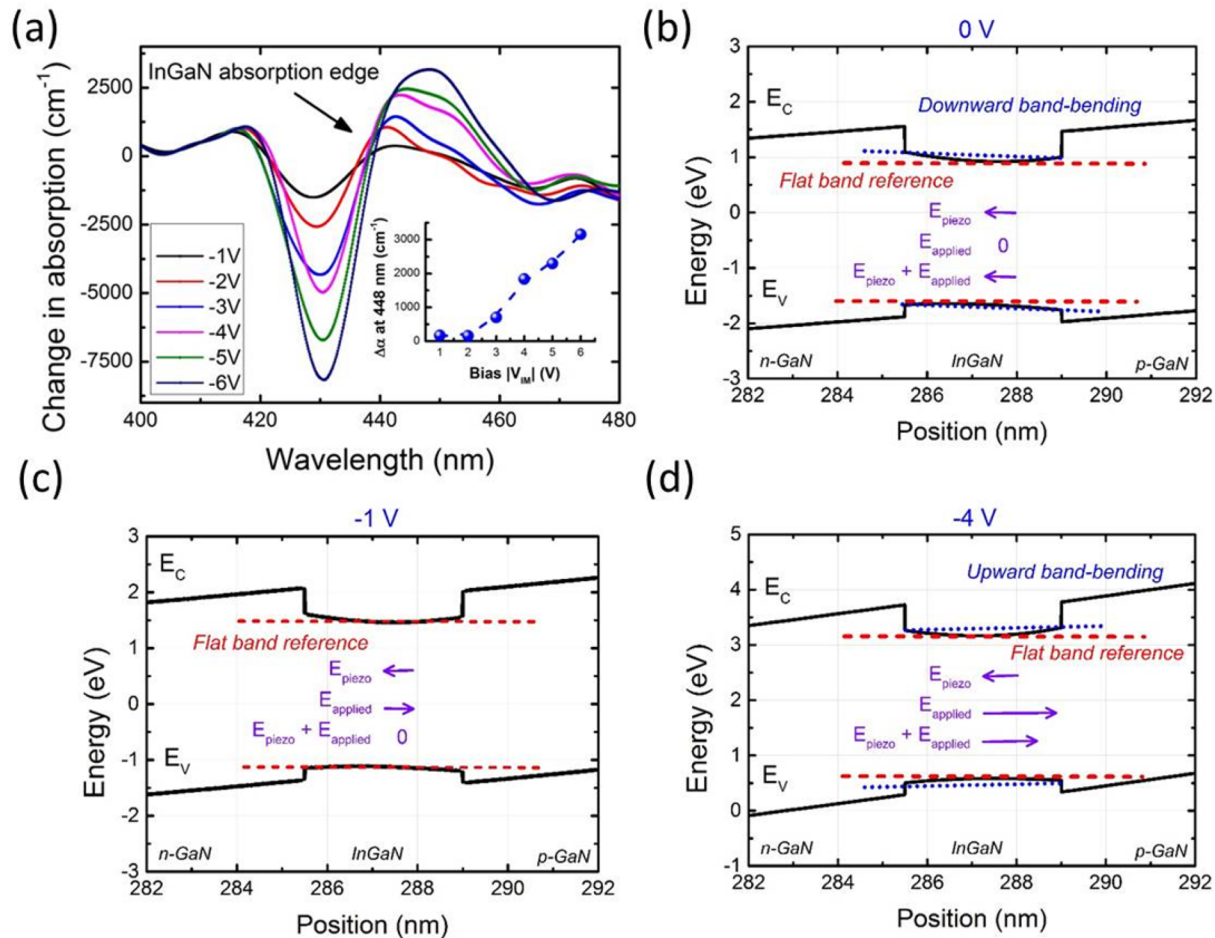 (a)
InGaN absorption edge
Change in absorption (cm⁻¹)
2500
0
-2500
-5000
-7500
-1V
-2V
-3V
-4V
-5V
-6V
Δα at 448 nm (cm⁻¹)
3000
2000
1000
0
1 2 3 4 5 6
Bias |V_IM| (V)
400 420 440 460 480
Wavelength (nm)
(b)
0 V
E_C
Downward band-bending
Flat band reference
E_piezo
E_applied 0
E_piezo + E_applied
E_V
n-GaN InGaN p-GaN
Energy (eV)
3
2
1
0
-1
-2
-3
282 284 286 288 290 292
Position (nm)
(c)
-1 V
E_C
Flat band reference
E_piezo
E_applied
E_piezo + E_applied 0
E_V
n-GaN InGaN p-GaN
Energy (eV)
3
2
1
0
-1
-2
-3
282 284 286 288 290 292
Position (nm)
(d)
-4 V
Upward band-bending
E_C
Flat band reference
E_piezo
E_applied
E_piezo + E_applied
E_V
n-GaN InGaN p-GaN
Energy (eV)
5
4
3
2
1
0
-1
282 284 286 288 290 292
Position (nm)